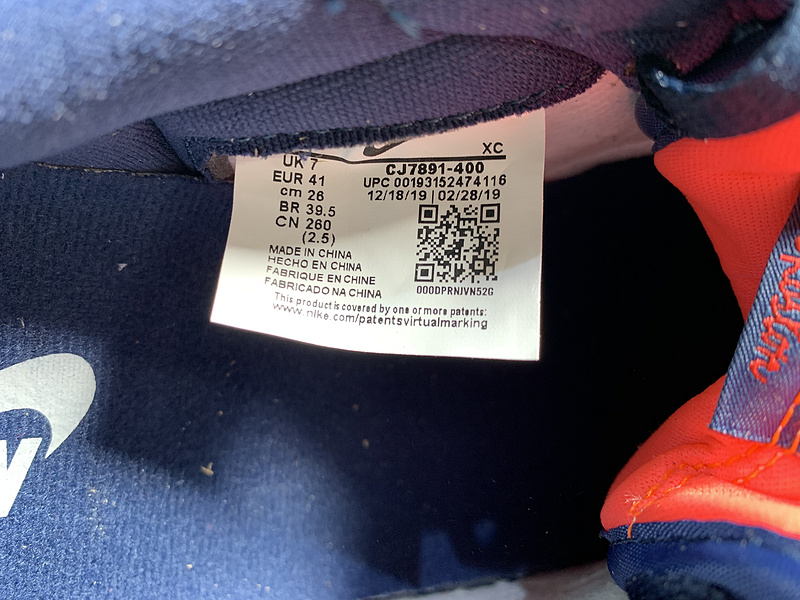 XC
UK 7
EUR 41
cm 26
BR 39.5
CN 260
(2.5)
CJ7891-400
UPC 00193152474116
12/18/19 | 02/28/19
000DPRNJVN52G
MADE IN CHINA
HECHO EN CHINA
FABRIQUE EN CHINE
FABRICADO NA CHINA
This product is covered by one or more patents:
www.nike.com/patentsvirtualmarking